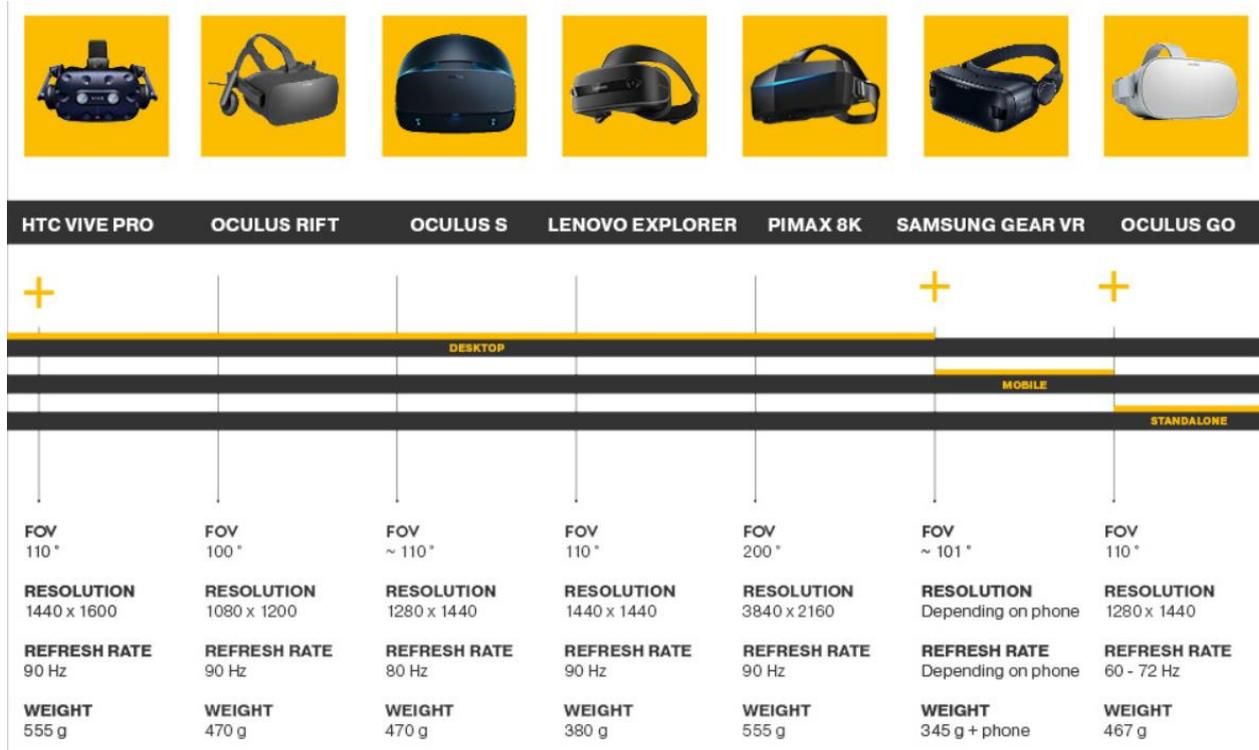 HTC VIVE PRO
OCULUS RIFT
OCULUS S
LENOVO EXPLORER
PIMAX 8K
SAMSUNG GEAR VR
OCULUS GO
DESKTOP
MOBILE
STANDALONE
FOV
110 °
RESOLUTION
1440 x 1600
REFRESH RATE
90 Hz
WEIGHT
555 g
FOV
100 °
RESOLUTION
1080 x 1200
REFRESH RATE
90 Hz
WEIGHT
470 g
FOV
~ 110 °
RESOLUTION
1280 x 1440
REFRESH RATE
80 Hz
WEIGHT
470 g
FOV
110 °
RESOLUTION
1440 x 1440
REFRESH RATE
90 Hz
WEIGHT
380 g
FOV
200 °
RESOLUTION
3840 x 2160
REFRESH RATE
90 Hz
WEIGHT
555 g
FOV
~ 101 °
RESOLUTION
Depending on phone
REFRESH RATE
Depending on phone
WEIGHT
345 g + phone
FOV
110 °
RESOLUTION
1280 x 1440
REFRESH RATE
60 - 72 Hz
WEIGHT
467 g